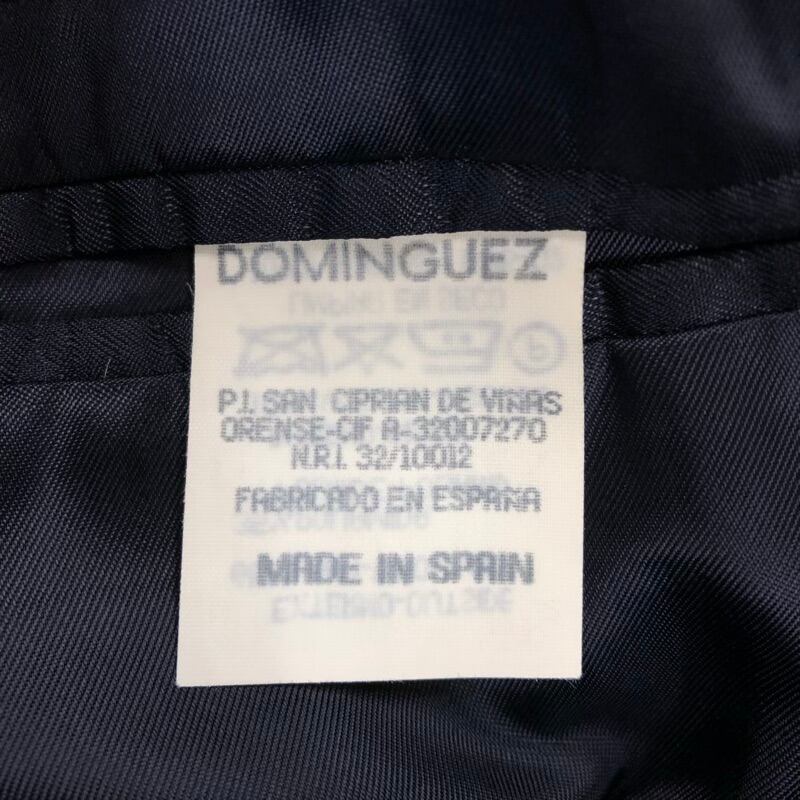 DOMINGUEZ
P.I. SAN CIPRIAN DE VIÑAS
ORENSE-CIF A-32007270
N.R.I. 32/10012
FABRICADO EN ESPAÑA
MADE IN SPAIN